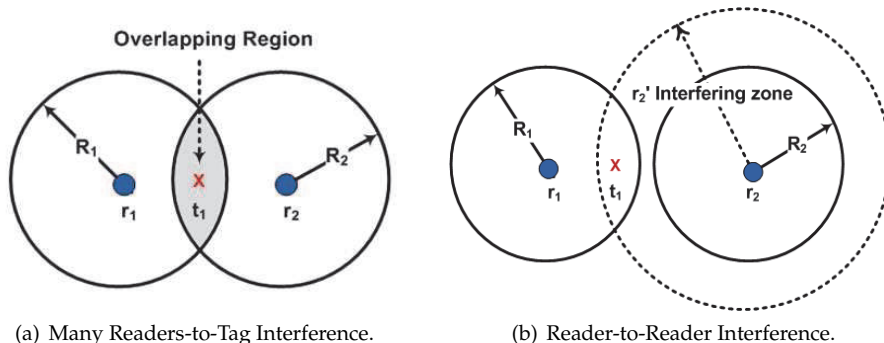 Overlapping Region
R1
R2
X
r1
t1
r2
(a) Many Readers-to-Tag Interference.
r2' Interfering zone
R1
R2
X
r1
t1
r2
(b) Reader-to-Reader Interference.